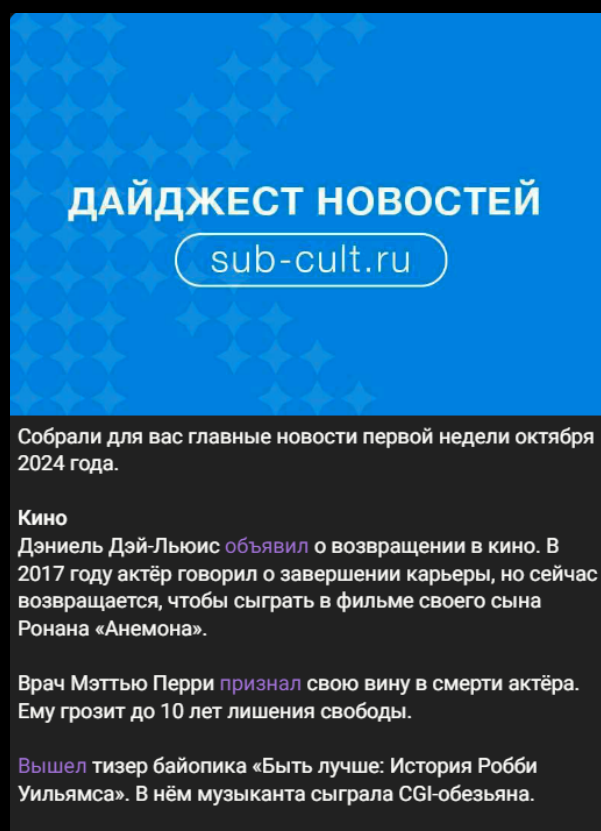 ДАЙДЖЕСТ НОВОСТЕЙ
sub-cult.ru
Собрали для вас главные новости первой недели октября
2024 года.
Кино
Дэниель Дэй-Льюис объявил о возвращении в кино. В
2017 году актёр говорил о завершении карьеры, но сейчас
возвращается, чтобы сыграть в фильме своего сына
Ронана «Анемона».
Врач Мэттью Перри признал свою вину в смерти актёра.
Ему грозит до 10 лет лишения свободы.
Вышел тизер байопика «Быть лучше: История Робби
Уильямса». В нём музыканта сыграла CGI-обезьяна.